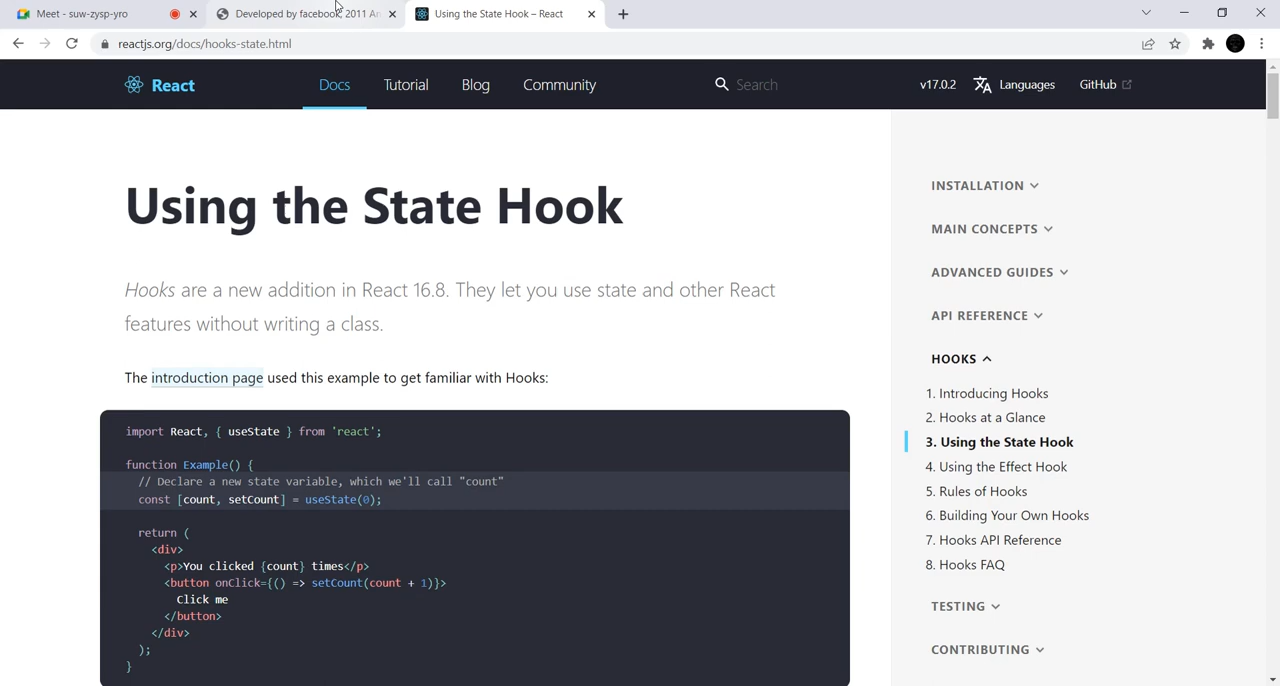 Meet - suw-zysp-yro
Developed by facebook 2011 An
Using the State Hook – React
reactjs.org/docs/hooks-state.html
React
Docs
Tutorial
Blog
Community
Search
v17.0.2
Languages
GitHub
Using the State Hook
Hooks are a new addition in React 16.8. They let you use state and other React
features without writing a class.
The introduction page used this example to get familiar with Hooks:
import React, { useState } from 'react';
function Example() {
// Declare a new state variable, which we'll call "count"
const [count, setCount] = useState(0);
return (
<div>
<p>You clicked {count} times</p>
<button onClick={() => setCount(count + 1)}>
Click me
</button>
</div>
);
}
INSTALLATION
MAIN CONCEPTS
ADVANCED GUIDES
API REFERENCE
HOOKS
1. Introducing Hooks
2. Hooks at a Glance
3. Using the State Hook
4. Using the Effect Hook
5. Rules of Hooks
6. Building Your Own Hooks
7. Hooks API Reference
8. Hooks FAQ
TESTING
CONTRIBUTING